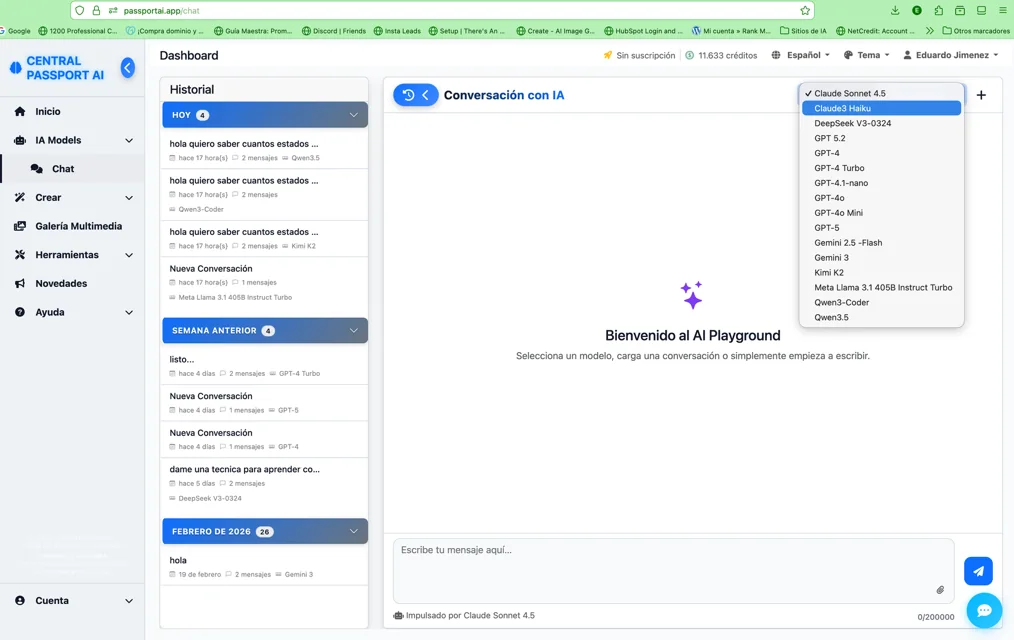 passportai.app/chat
Google
1200 Professional C...
¡Compra dominio y...
Guía Maestra: Prom...
Discord | Friends
Insta Leads
Setup | There's An ...
Create - AI Image G...
HubSpot Login and ...
Mi cuenta » Rank M...
Sitios de IA
NetCredit: Account ...
Otros marcadores
CENTRAL
PASSPORT AI
Dashboard
Sin suscripción
11.633 créditos
Español
Tema
Eduardo Jimenez
Inicio
IA Models
Chat
Crear
Galería Multimedia
Herramientas
Novedades
Ayuda
Cuenta
Historial
HOY 4
hola quiero saber cuantos estados ...
hace 17 hora(s) 2 mensajes Qwen3.5
hola quiero saber cuantos estados ...
hace 17 hora(s) 2 mensajes
Qwen3-Coder
hola quiero saber cuantos estados ...
hace 17 hora(s) 2 mensajes Kimi K2
Nueva Conversación
hace 17 hora(s) 1 mensajes
Meta Llama 3.1 405B Instruct Turbo
SEMANA ANTERIOR 4
listo...
hace 4 días 2 mensajes GPT-4 Turbo
Nueva Conversación
hace 4 días 1 mensajes GPT-5
Nueva Conversación
hace 4 días 1 mensajes GPT-4
dame una tecnica para aprender co...
hace 5 días 2 mensajes
DeepSeek V3-0324
FEBRERO DE 2026 26
hola
19 de febrero 2 mensajes Gemini 3
Conversación con IA
✓ Claude Sonnet 4.5
Claude3 Haiku
DeepSeek V3-0324
GPT 5.2
GPT-4
GPT-4 Turbo
GPT-4.1-nano
GPT-4o
GPT-4o Mini
GPT-5
Gemini 2.5 -Flash
Gemini 3
Kimi K2
Meta Llama 3.1 405B Instruct Turbo
Qwen3-Coder
Qwen3.5
Bienvenido al AI Playground
Selecciona un modelo, carga una conversación o simplemente empieza a escribir.
Escribe tu mensaje aquí...
Impulsado por Claude Sonnet 4.5
0/200000